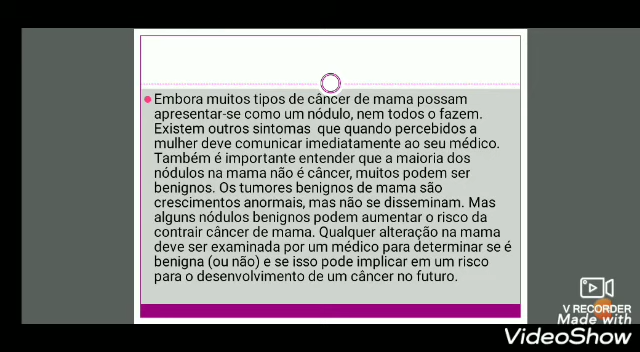 Embora muitos tipos de câncer de mama possam
apresentar-se como um nódulo, nem todos o fazem.
Existem outros sintomas que quando percebidos a
mulher deve comunicar imediatamente ao seu médico.
Também é importante entender que a maioria dos
nódulos na mama não é câncer, muitos podem ser
benignos. Os tumores benignos de mama são
crescimentos anormais, mas não se disseminam. Mas
alguns nódulos benignos podem aumentar o risco da
contrair câncer de mama. Qualquer alteração na mama
deve ser examinada por um médico para determinar se é
benigna (ou não) e se isso pode implicar em um risco
para o desenvolvimento de um câncer no futuro.
V RECORDER
Made with
VideoShow